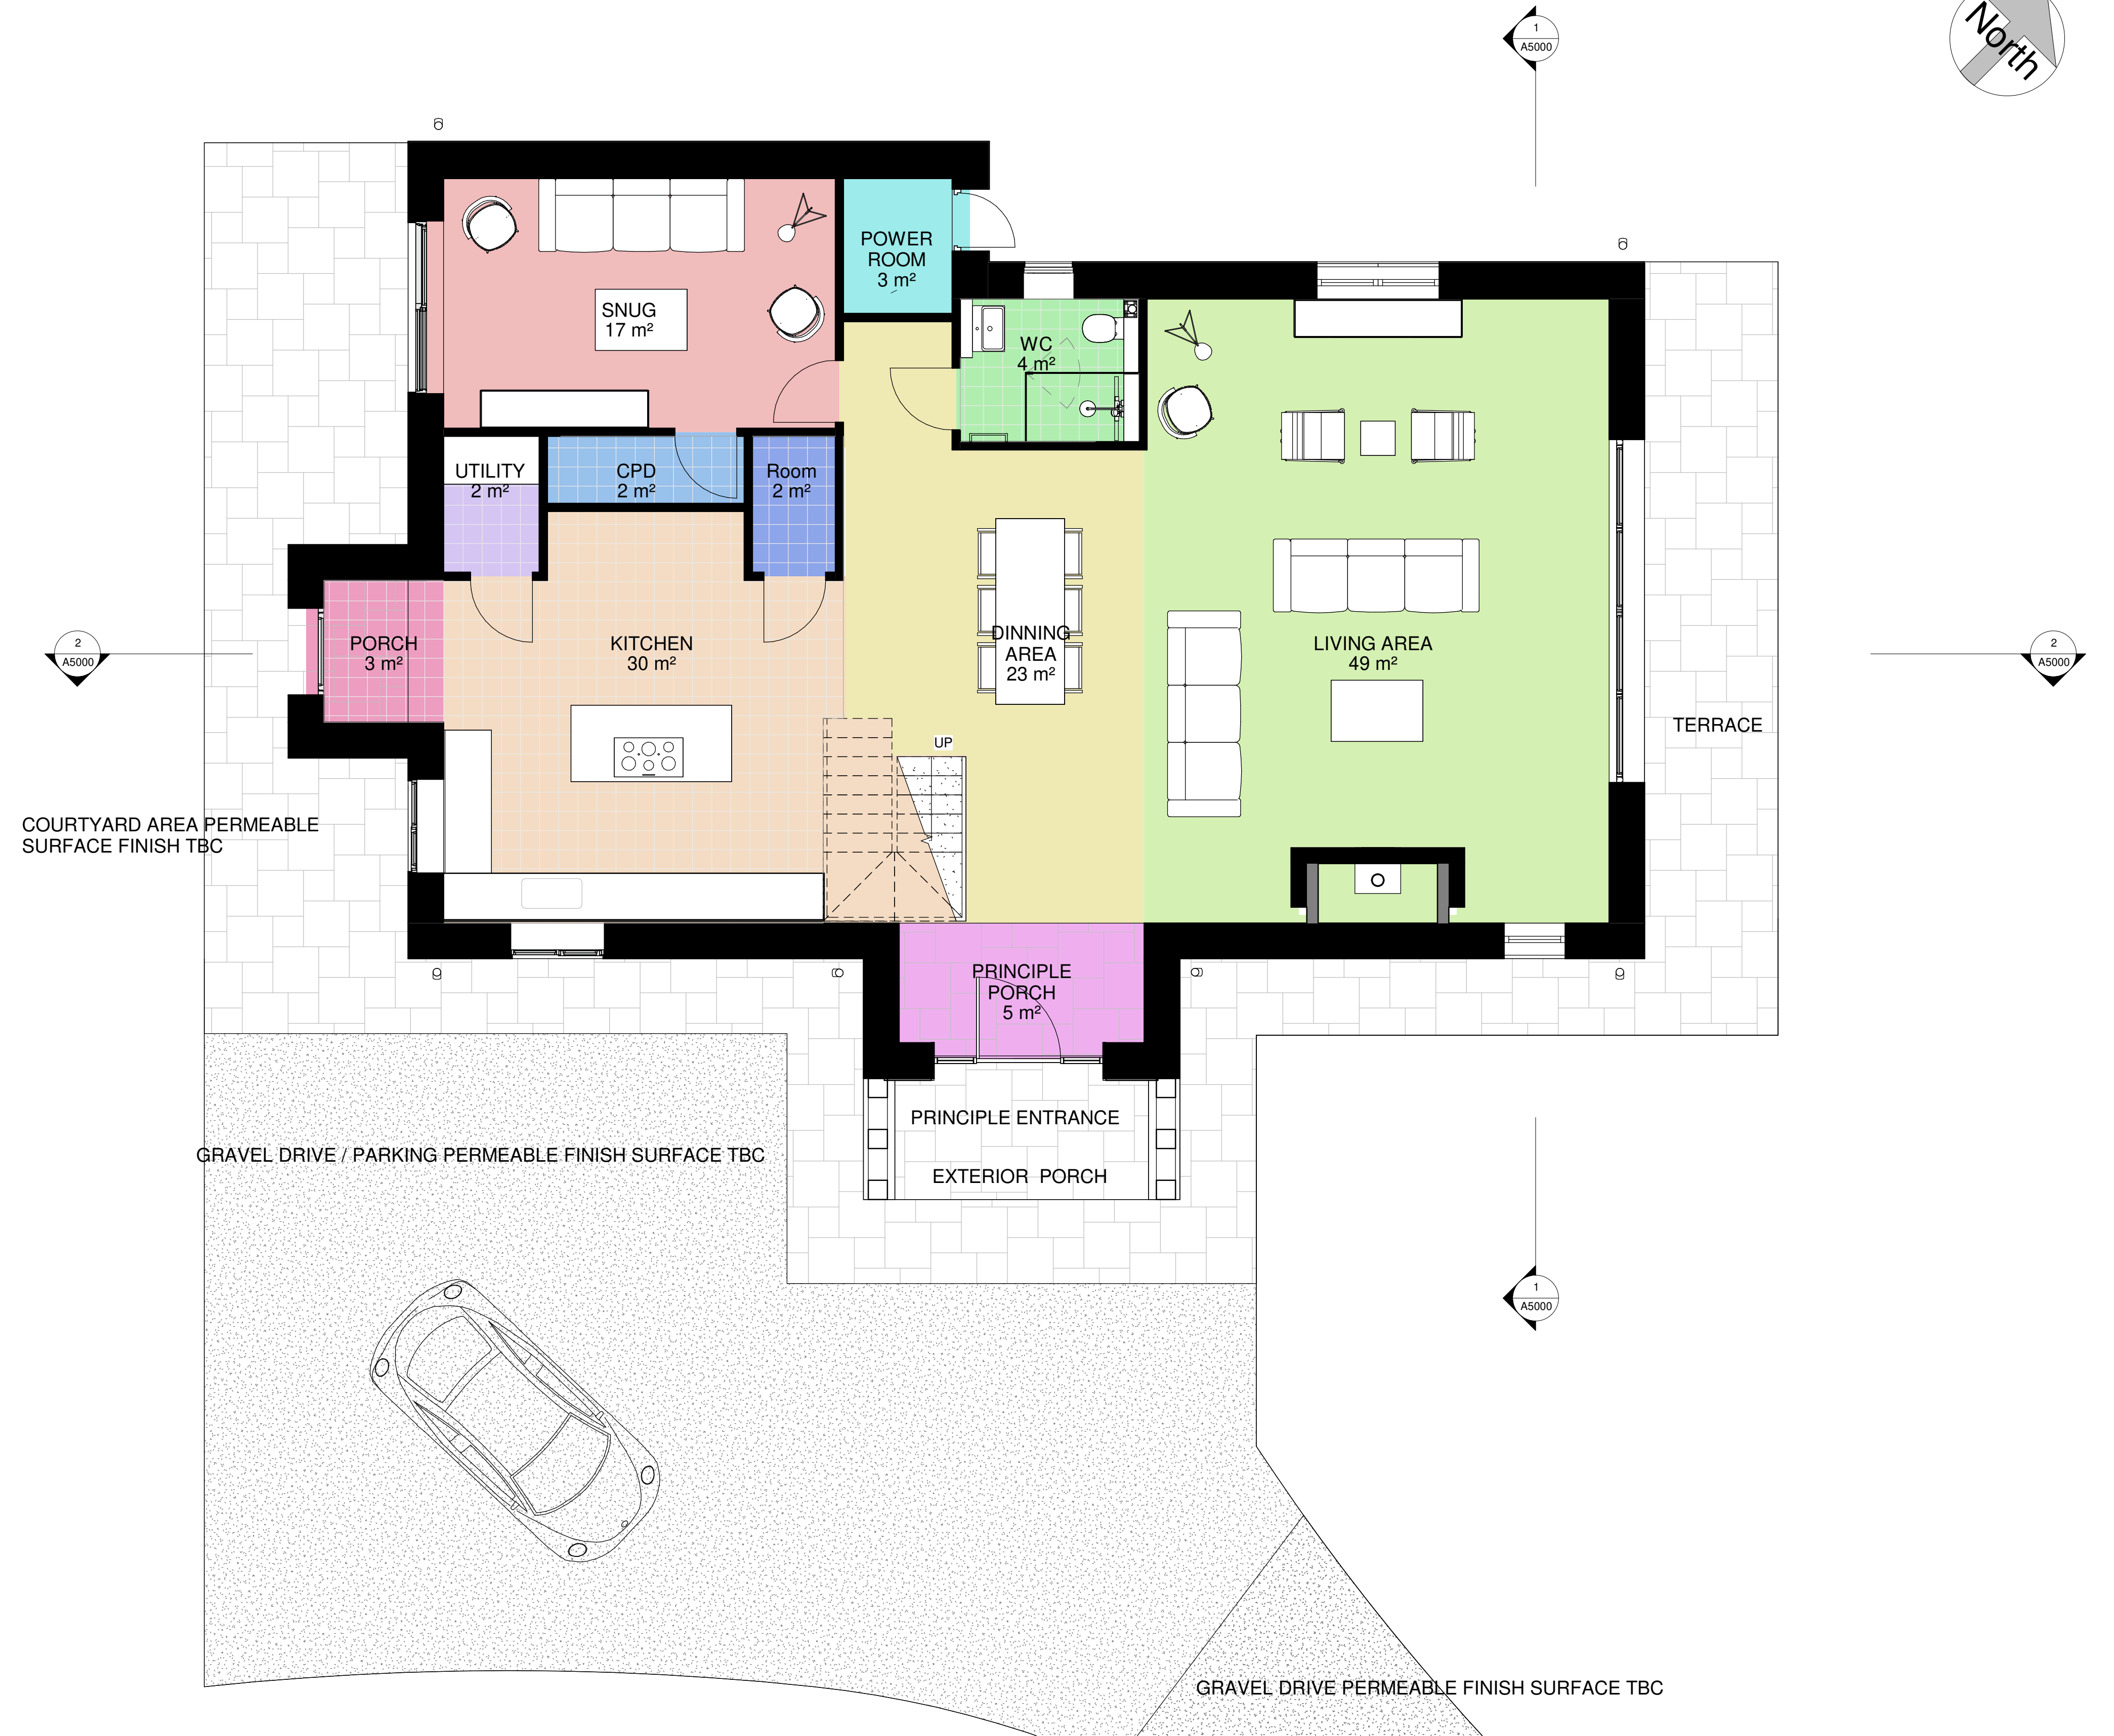 1
A5000
North
POWER
ROOM
3 m²
SNUG
17 m²
WC
4 m²
UTILITY
2 m²
CPD
2 m²
Room
2 m²
PORCH
3 m²
KITCHEN
30 m²
DINNING
AREA
23 m²
LIVING AREA
49 m²
2
A5000
2
A5000
TERRACE
UP
COURTYARD AREA PERMEABLE
SURFACE FINISH TBC
PRINCIPLE
PORCH
5 m²
PRINCIPLE ENTRANCE
EXTERIOR PORCH
GRAVEL DRIVE / PARKING PERMEABLE FINISH SURFACE TBC
1
A5000
GRAVEL DRIVE PERMEABLE FINISH SURFACE TBC